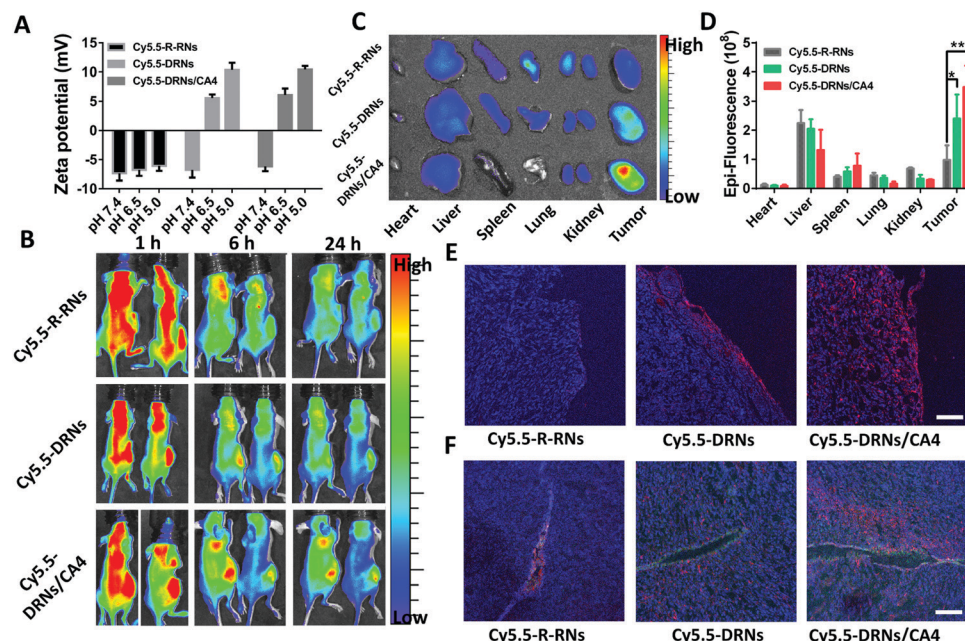 A
Zeta potential (mV)
15
10
5
0
-5
-10
Cy5.5-R-RNs
Cy5.5-DRNs
Cy5.5-DRNs/CA4
pH 7.4
pH 6.5
pH 5.0
pH 7.4
pH 6.5
pH 5.0
pH 7.4
pH 6.5
pH 5.0
B
1 h
6 h
24 h
Cy5.5-R-RNs
Cy5.5-DRNs
Cy5.5-
DRNs/CA4
High
Low
C
Cy5.5-R-RNs
Cy5.5-DRNs
Cy5.5-
DRNs/CA4
Heart
Liver
Spleen
Lung
Kidney
Tumor
High
Low
D
Epi-Fluorescence (10⁸)
4
3
2
1
0
Cy5.5-R-RNs
Cy5.5-DRNs
Cy5.5-DRNs/CA4
**
*
Heart
Liver
Spleen
Lung
Kidney
Tumor
E
Cy5.5-R-RNs
Cy5.5-DRNs
Cy5.5-DRNs/CA4
F
Cy5.5-R-RNs
Cy5.5-DRNs
Cy5.5-DRNs/CA4